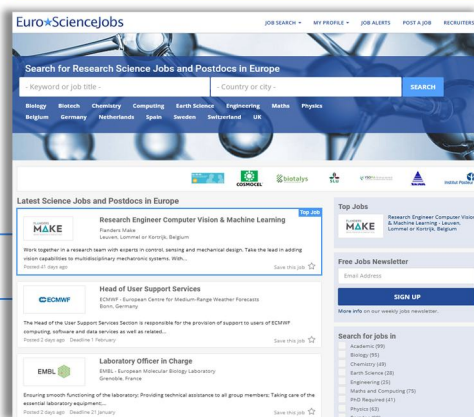 Euro★ScienceJobs
JOB SEARCH MY PROFILE JOB ALERTS POST A JOB RECRUITERS
Search for Research Science Jobs and Postdocs in Europe
- Keyword or job title - - Country or city - SEARCH
Biology Biotech Chemistry Computing Earth Science Engineering Maths Physics
Belgium Germany Netherlands Spain Sweden Switzerland UK
COSMOCEL biotalys SLU
Latest Science Jobs and Postdocs in Europe
Top Job
Research Engineer Computer Vision & Machine Learning
FLANDERS
MAKE
Flanders Make
Leuven, Lommel or Kortrijk, Belgium
Work together in a research team with experts in control, sensing and mechanical design. Take the lead in adding
vision capabilities to multidisciplinary mechatronic systems. With...
Posted 41 days ago Save this job
Head of User Support Services
ECMWF
ECMWF - European Centre for Medium-Range Weather Forecasts
Bonn, Germany
The Head of the User Support Services Section is responsible for the provision of support to users of ECMWF
computing, software and data services as well as related...
Posted 2 days ago Deadline 1 February Save this job
Laboratory Officer in Charge
EMBL
EMBL - European Molecular Biology Laboratory
Grenoble, France
Ensuring smooth functioning of the laboratory; Providing technical assistance to all group members; Taking care of the
essential laboratory equipment;...
Posted 3 days ago Deadline 21 January Save this job
Top Jobs
FLANDERS
MAKE
Research Engineer Computer Vision
& Machine Learning - Leuven,
Lommel or Kortrijk, Belgium
Free Jobs Newsletter
Email Address
SIGN UP
More info on our weekly jobs newsletter.
Search for jobs in
Academic (99)
Biology (95)
Chemistry (49)
Earth Science (28)
Engineering (25)
Maths and Computing (75)
PhD Required (41)
Physics (63)